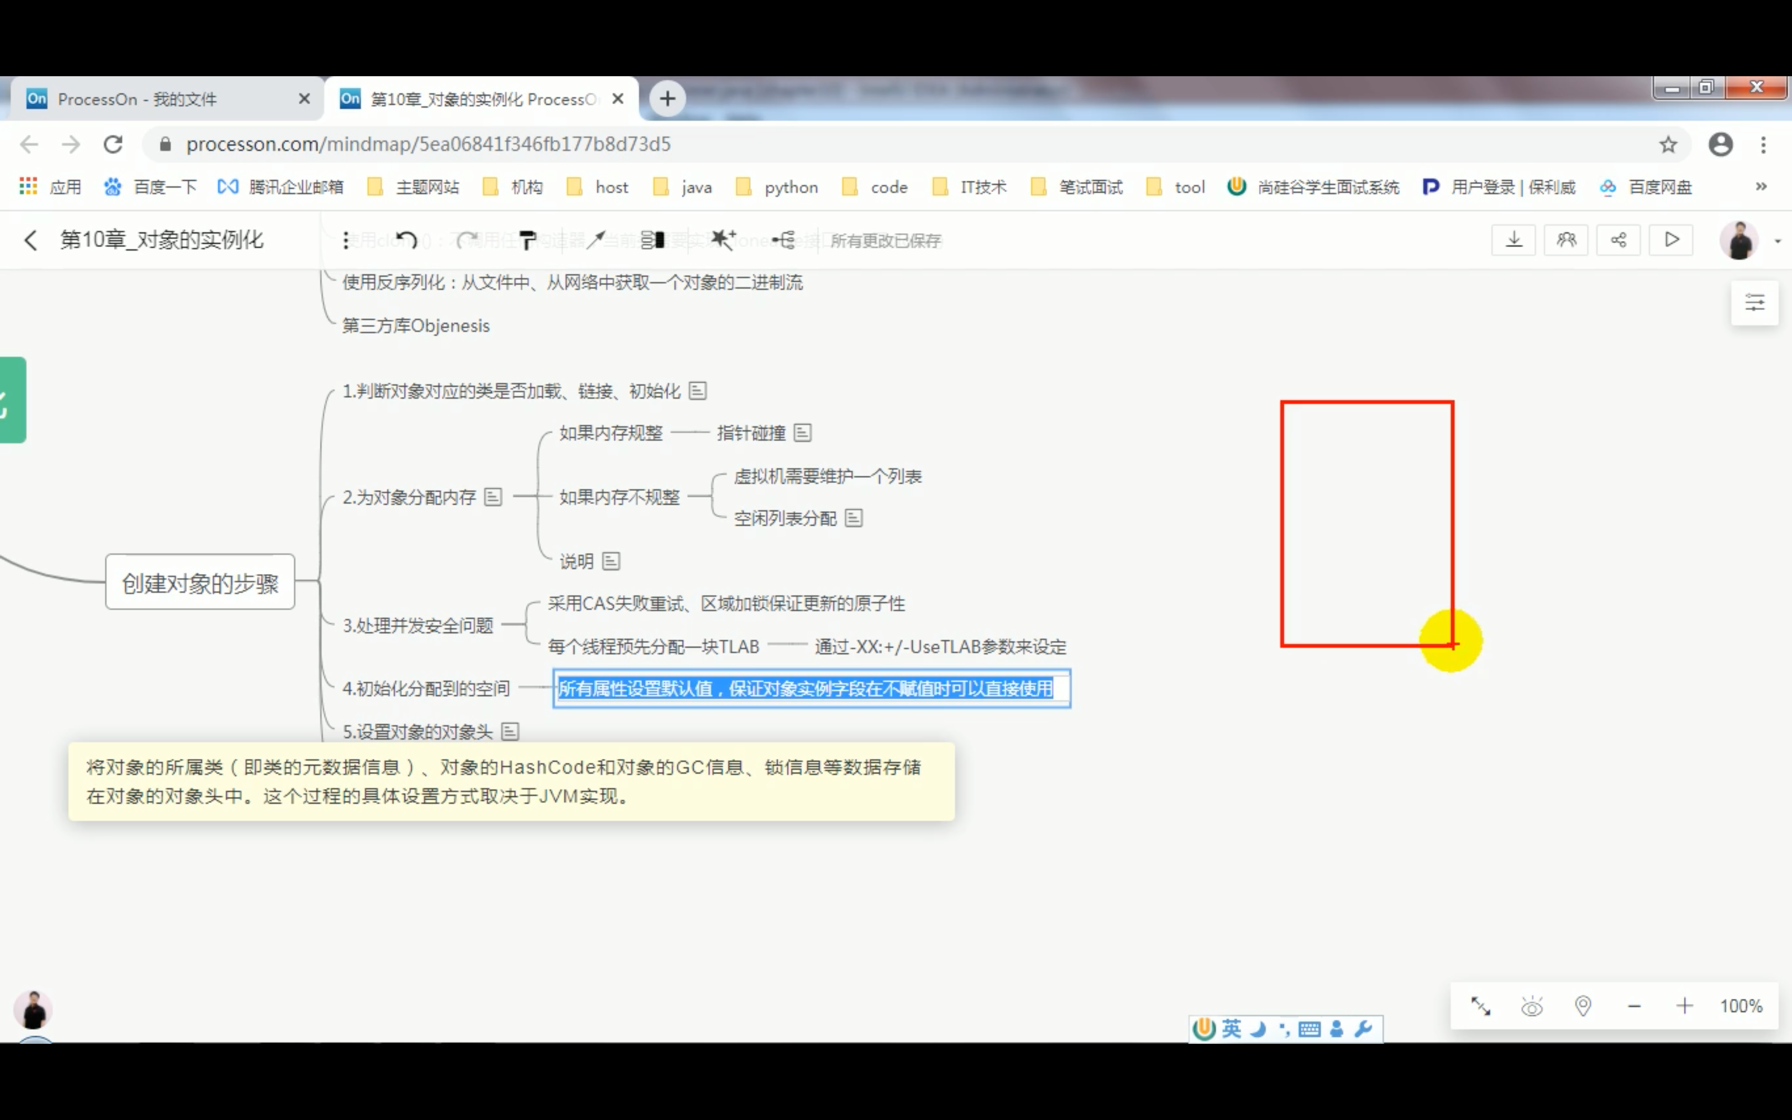 ProcessOn - 我的文件
第10章_对象的实例化 ProcessO
processon.com/mindmap/5ea06841f346fb177b8d73d5
应用 百度一下 腾讯企业邮箱 主题网站 机构 host java python code IT技术 笔试面试 tool 尚硅谷学生面试系统 用户登录 | 保利威 百度网盘 »
第10章_对象的实例化
所有更改已保存
使用反序列化：从文件中、从网络中获取一个对象的二进制流
第三方库Objenesis
1.判断对象对应的类是否加载、链接、初始化
如果内存规整
指针碰撞
2.为对象分配内存
如果内存不规整
虚拟机需要维护一个列表
空闲列表分配
说明
创建对象的步骤
3.处理并发安全问题
采用CAS失败重试、区域加锁保证更新的原子性
每个线程预先分配一块TLAB
通过-XX:+/-UseTLAB参数来设定
4.初始化分配到的空间
所有属性设置默认值，保证对象实例字段在不赋值时可以直接使用
5.设置对象的对象头
将对象的所属类（即类的元数据信息）、对象的HashCode和对象的GC信息、锁信息等数据存储
在对象的对象头中。这个过程的具体设置方式取决于JVM实现。
100%
英